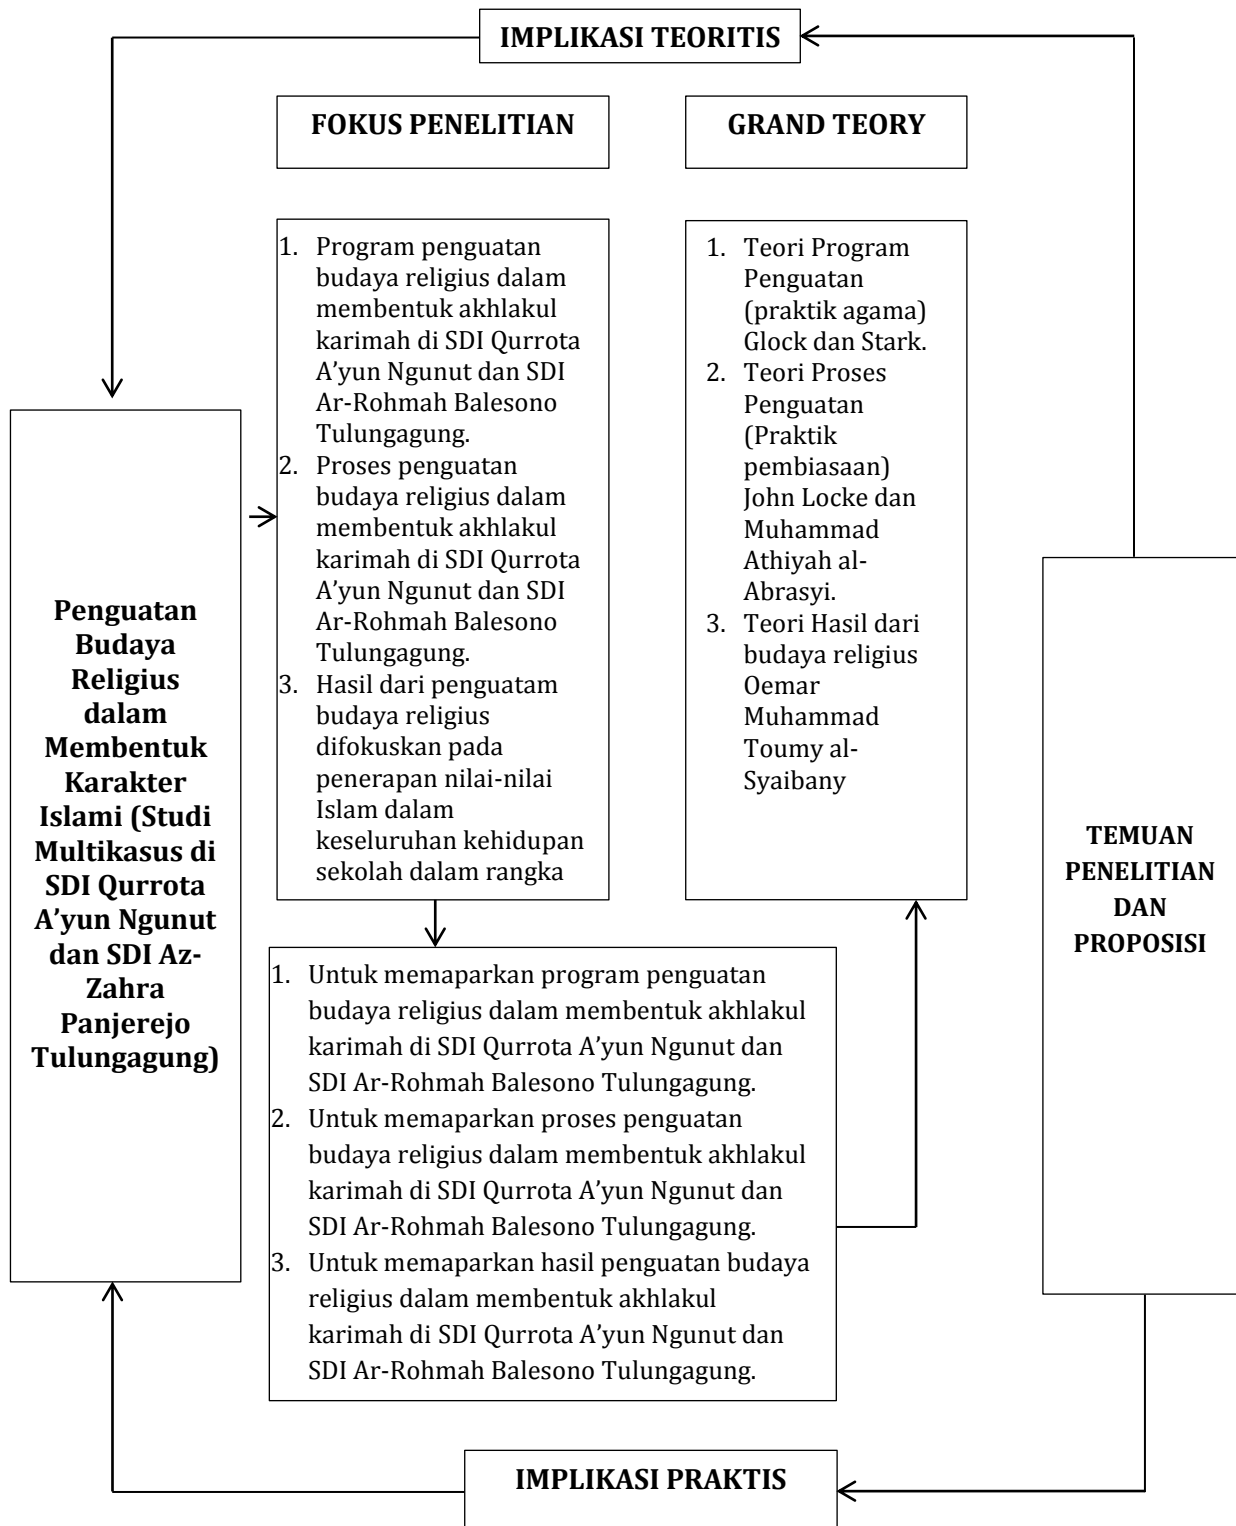 IMPLIKASI TEORITIS
FOKUS PENELITIAN
GRAND TEORY
Penguatan
Budaya
Religius
dalam
Membentuk
Karakter
Islami (Studi
Multikasus di
SDI Qurrota
A’yun Ngunut
dan SDI Az-
Zahra
Panjerejo
Tulungagung)
1. Program penguatan
budaya religius dalam
membentuk akhlakul
karimah di SDI Qurrota
A’yun Ngunut dan SDI
Ar-Rohmah Balesono
Tulungagung.
2. Proses penguatan
budaya religius dalam
membentuk akhlakul
karimah di SDI Qurrota
A’yun Ngunut dan SDI
Ar-Rohmah Balesono
Tulungagung.
3. Hasil dari penguatam
budaya religius
difokuskan pada
penerapan nilai-nilai
Islam dalam
keseluruhan kehidupan
sekolah dalam rangka
1. Teori Program
Penguatan
(praktik agama)
Glock dan Stark.
2. Teori Proses
Penguatan
(Praktik
pembiasaan)
John Locke dan
Muhammad
Athiyah al-
Abrasyi.
3. Teori Hasil dari
budaya religius
Oemar
Muhammad
Toumy al-
Syaibany
1. Untuk memaparkan program penguatan
budaya religius dalam membentuk akhlakul
karimah di SDI Qurrota A’yun Ngunut dan
SDI Ar-Rohmah Balesono Tulungagung.
2. Untuk memaparkan proses penguatan
budaya religius dalam membentuk akhlakul
karimah di SDI Qurrota A’yun Ngunut dan
SDI Ar-Rohmah Balesono Tulungagung.
3. Untuk memaparkan hasil penguatan budaya
religius dalam membentuk akhlakul
karimah di SDI Qurrota A’yun Ngunut dan
SDI Ar-Rohmah Balesono Tulungagung.
TEMUAN
PENELITIAN
DAN
PROPOSISI
IMPLIKASI PRAKTIS